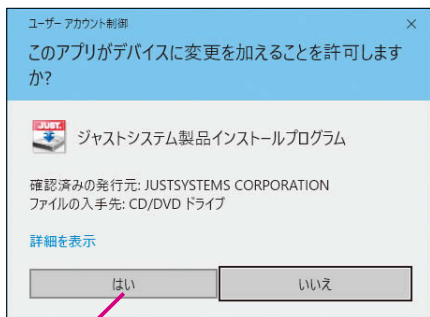 ユーザー アカウント制御
このアプリがデバイスに変更を加えることを許可します
か?
JUST.
ジャストシステム製品インストールプログラム
確認済みの発行元: JUSTSYSTEMS CORPORATION
ファイルの入手先: CD/DVD ドライブ
詳細を表示
はい
いいえ